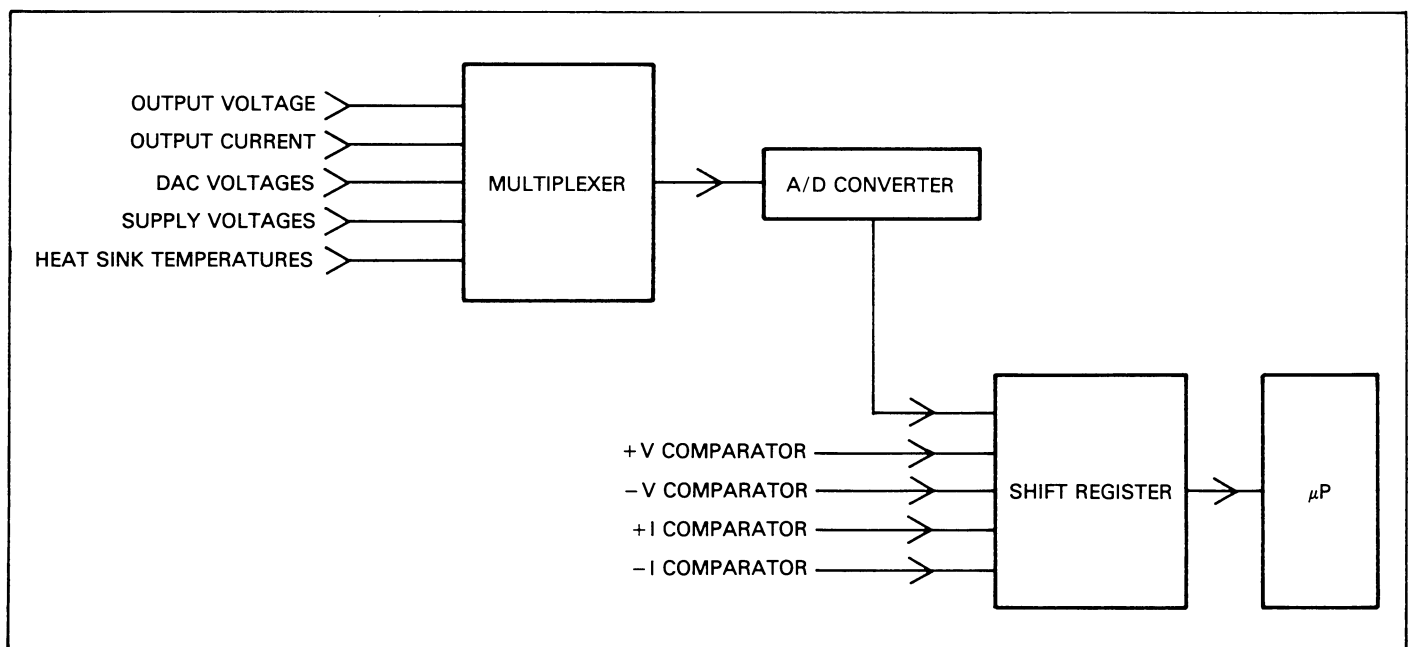 OUTPUT VOLTAGE
OUTPUT CURRENT
DAC VOLTAGES
SUPPLY VOLTAGES
HEAT SINK TEMPERATURES
MULTIPLEXER
A/D CONVERTER
+V COMPARATOR
−V COMPARATOR
+I COMPARATOR
−I COMPARATOR
SHIFT REGISTER
μP